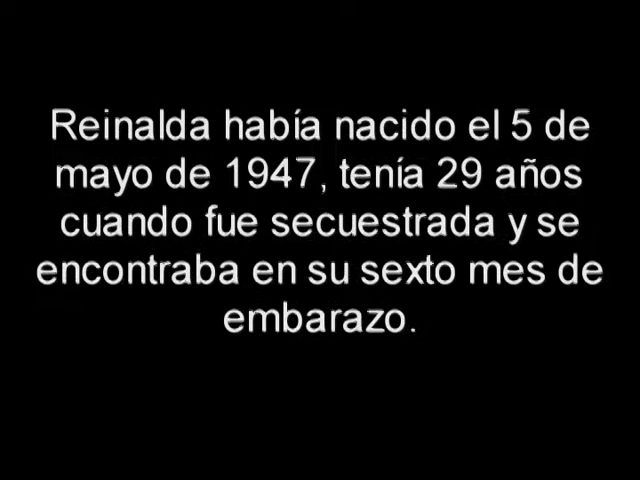 Reinalda había nacido el 5 de
mayo de 1947, tenía 29 años
cuando fue secuestrada y se
encontraba en su sexto mes de
embarazo.